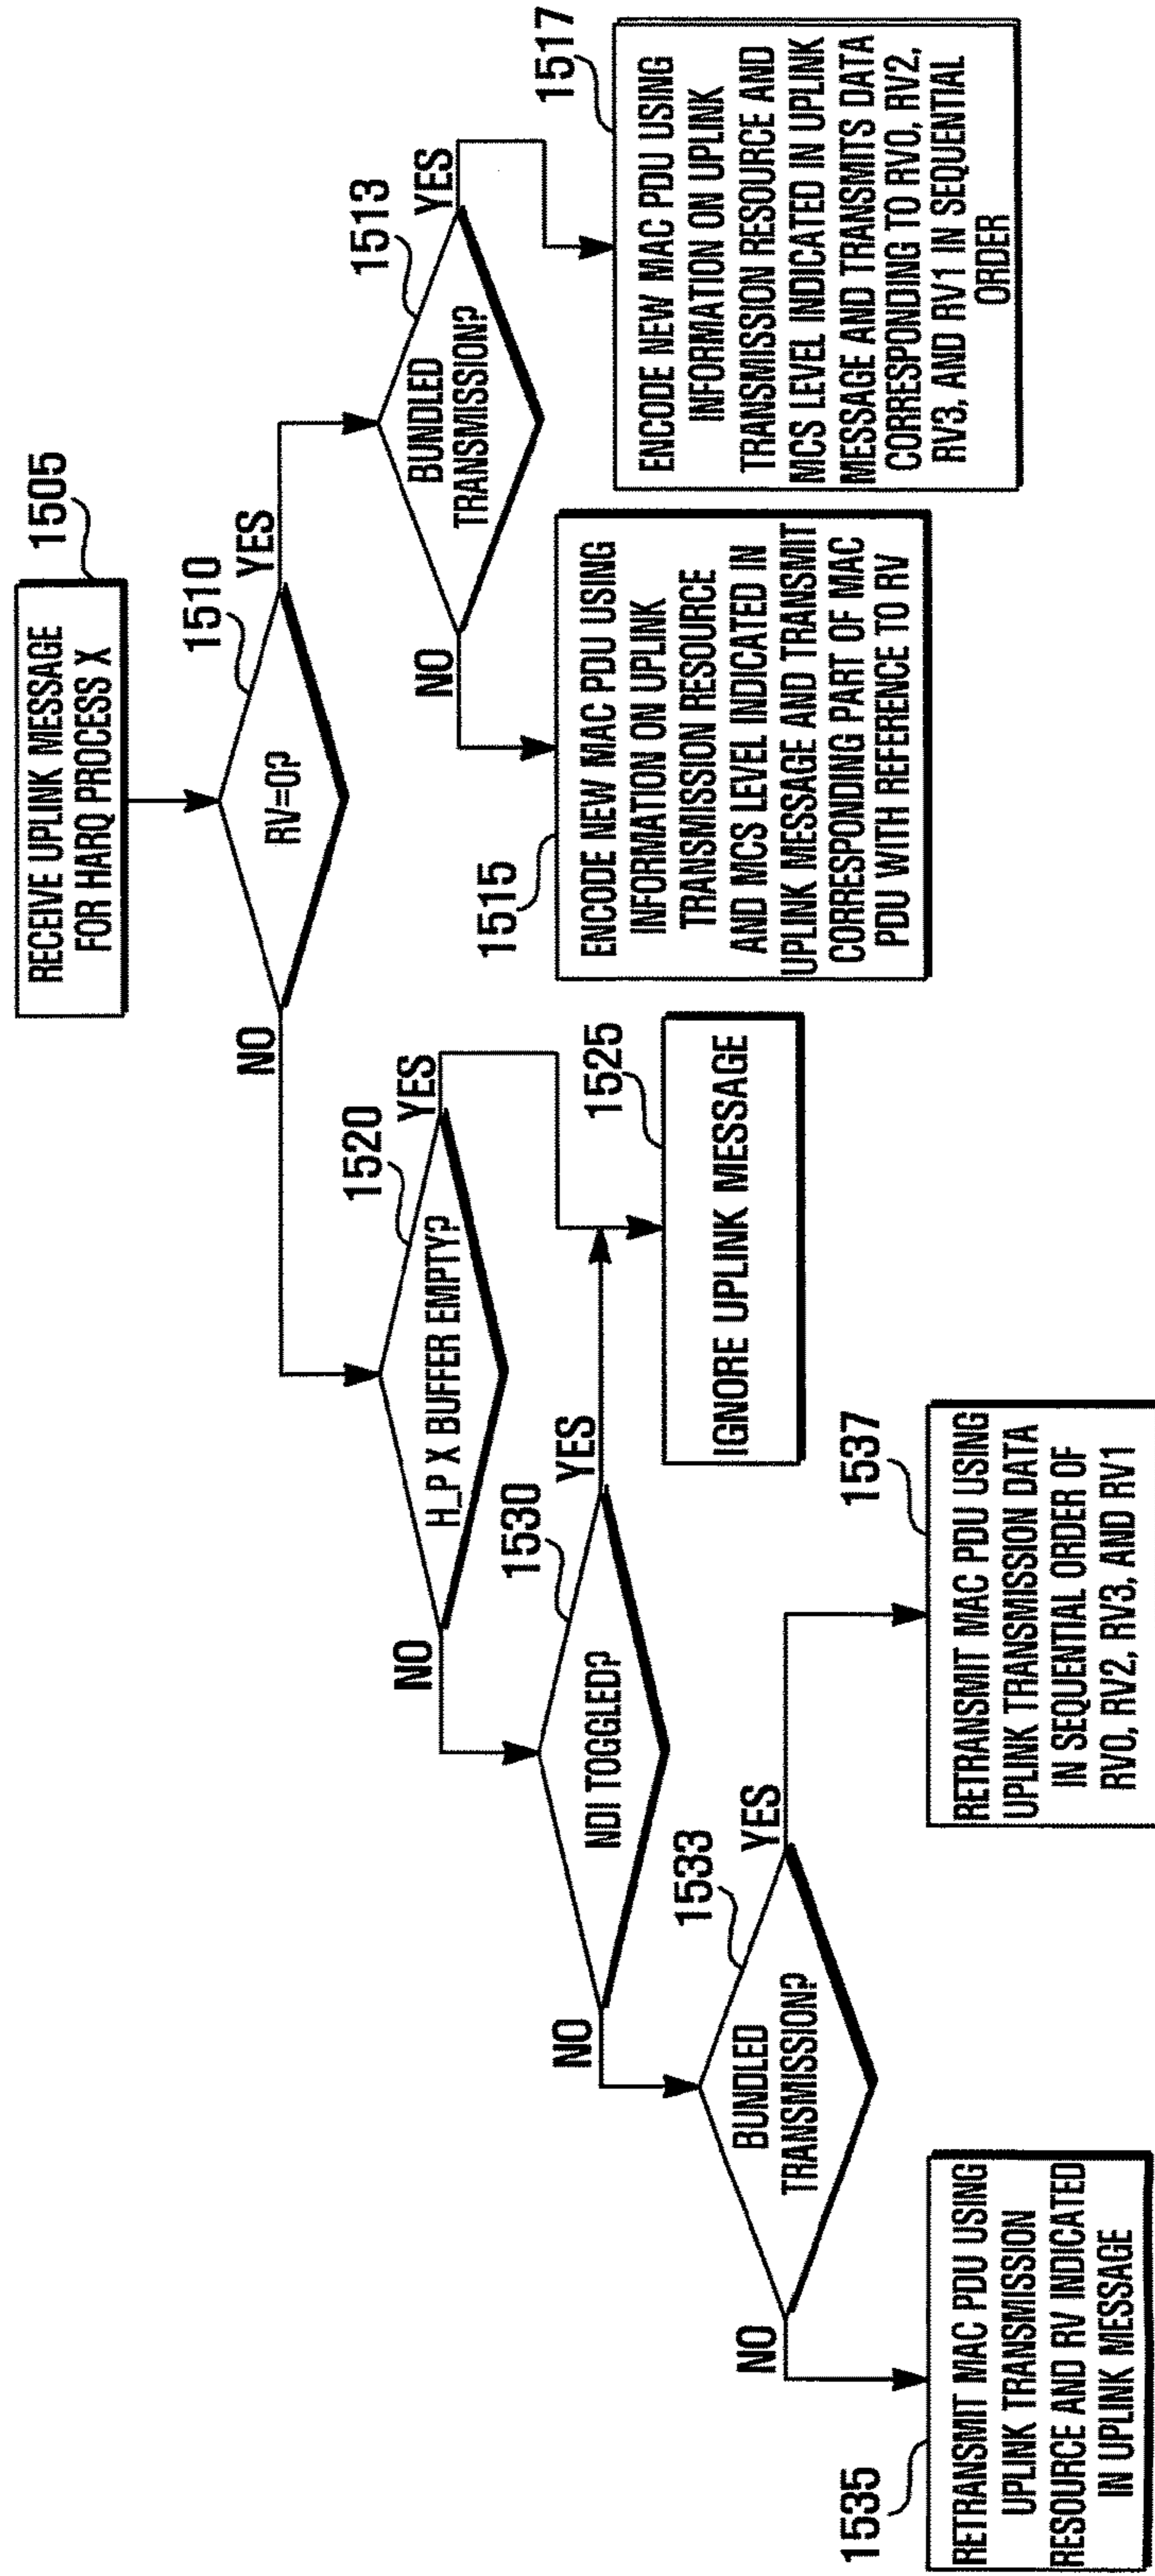 RECEIVE UPLINK MESSAGE
FOR HARQ PROCESS X
1505
RV=0?
1510
NO
YES
BUNDLED
TRANSMISSION?
1513
NO
YES
ENCODE NEW MAC PDU USING
INFORMATION ON UPLINK
TRANSMISSION RESOURCE
AND MCS LEVEL INDICATED IN
UPLINK MESSAGE AND TRANSMIT
CORRESPONDING PART OF MAC
PDU WITH REFERENCE TO RV
1515
ENCODE NEW MAC PDU USING
INFORMATION ON UPLINK
TRANSMISSION RESOURCE AND
MCS LEVEL INDICATED IN UPLINK
MESSAGE AND TRANSMITS DATA
CORRESPONDING TO RV0, RV2,
RV3, AND RV1 IN SEQUENTIAL
ORDER
1517
H_P X BUFFER EMPTY?
1520
NO
YES
IGNORE UPLINK MESSAGE
1525
NDI TOGGLED?
1530
NO
YES
BUNDLED
TRANSMISSION?
1533
NO
YES
RETRANSMIT MAC PDU USING
UPLINK TRANSMISSION
RESOURCE AND RV INDICATED
IN UPLINK MESSAGE
1535
RETRANSMIT MAC PDU USING
UPLINK TRANSMISSION DATA
IN SEQUENTIAL ORDER OF
RV0, RV2, RV3, AND RV1
1537